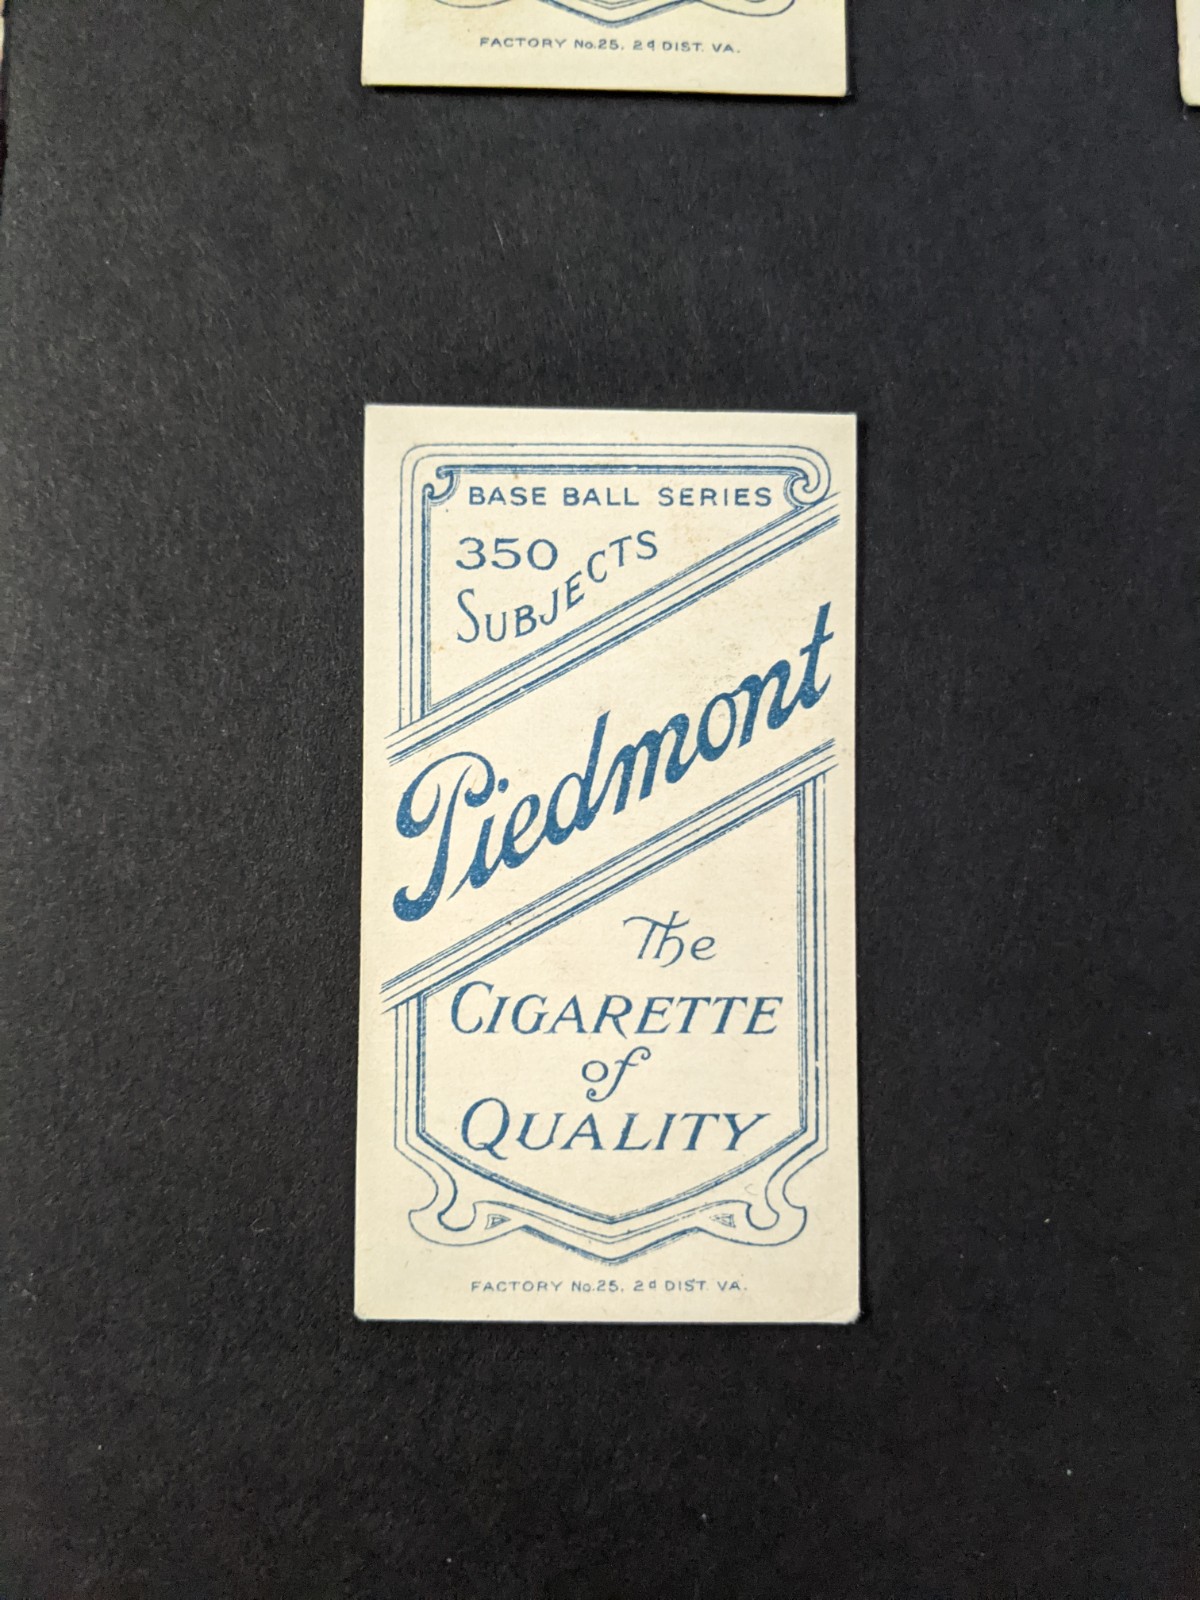 FACTORY No.25, 2d DIST. VA.
BASE BALL SERIES
350
SUBJECTS
Piedmont
The
CIGARETTE
of
QUALITY
FACTORY No.25, 2d DIST. VA.